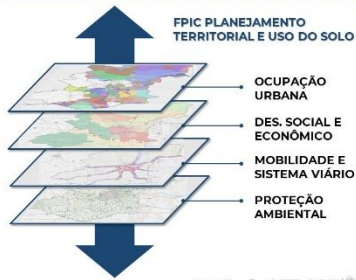 FPIC PLANEJAMENTO
TERRITORIAL E USO DO SOLO
OCUPAÇÃO
URBANA
DES. SOCIAL E
ECONÔMICO
MOBILIDADE E
SISTEMA VIÁRIO
PROTEÇÃO
AMBIENTAL